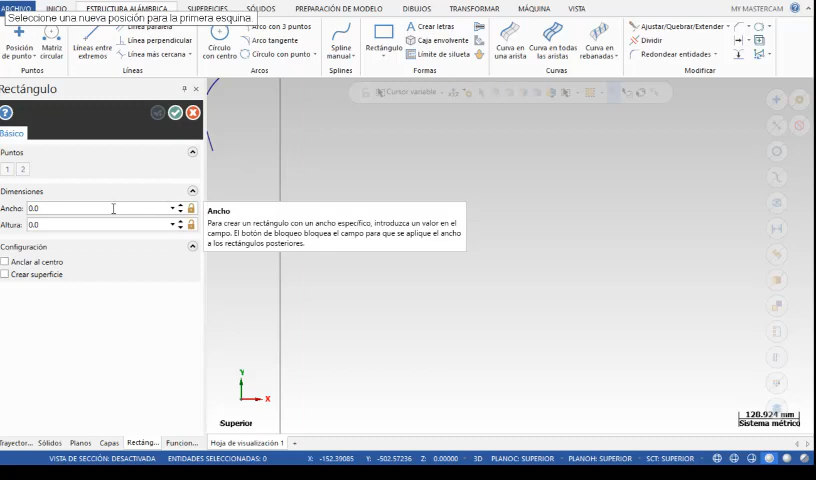 ARCHIVO INICIO ESTRUCTURA ALÁMBRICA SUPERFICIES SÓLIDOS PREPARACIÓN DE MODELO DIBUJOS TRANSFORMAR MÁQUINA VISTA MY MASTERCAM
Seleccione una nueva posición para la primera esquina.
Posición de punto
Matriz circular
Puntos
Líneas entre extremos
Línea paralela
Línea perpendicular
Línea más cercana
Líneas
Círculo con centro
Arco con 3 puntos
Arco tangente
Círculo con punto
Arcos
Spline manual
Splines
Rectángulo
Crear letras
Caja envolvente
Límite de silueta
Formas
Curva en una arista
Curva en todas las aristas
Curva en rebanadas
Curvas
Ajustar/Quebrar/Extender
Dividir
Redondear entidades
Modificar
Rectángulo
Básico
Puntos
1 2
Dimensiones
Ancho: 0.0
Altura: 0.0
Configuración
Anclar al centro
Crear superficie
Cursor variable
Ancho
Para crear un rectángulo con un ancho específico, introduzca un valor en el
campo. El botón de bloqueo bloquea el campo para que se aplique el ancho
a los rectángulos posteriores.
Y
X
Superior
128.924 mm
Sistema métrico
Trayector... Sólidos Planos Capas Rectáng... Funcion... Hoja de visualización 1 +
VISTA DE SECCIÓN: DESACTIVADA ENTIDADES SELECCIONADAS: 0 X: -152.39085 Y: -502.57236 Z: 0.00000 3D PLANOC: SUPERIOR PLANOH: SUPERIOR SCT: SUPERIOR